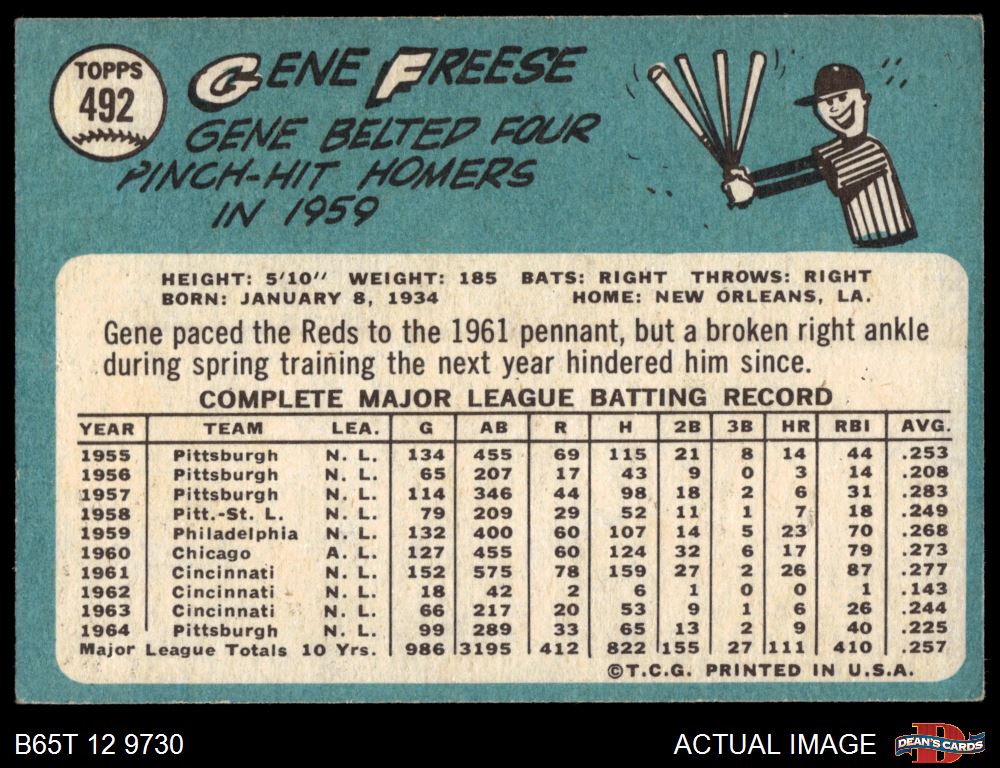 TOPPS
492
GENE FREESE
GENE BELTED FOUR
PINCH-HIT HOMERS
IN 1959
HEIGHT: 5'10" WEIGHT: 185 BATS: RIGHT THROWS: RIGHT
BORN: JANUARY 8, 1934 HOME: NEW ORLEANS, LA.
Gene paced the Reds to the 1961 pennant, but a broken right ankle
during spring training the next year hindered him since.
COMPLETE MAJOR LEAGUE BATTING RECORD
YEAR TEAM LEA. G AB R H 2B 3B HR RBI AVG.
1955 Pittsburgh N. L. 134 455 69 115 21 8 14 44 .253
1956 Pittsburgh N. L. 65 207 17 43 9 0 3 14 .208
1957 Pittsburgh N. L. 114 346 44 98 18 2 6 31 .283
1958 Pitt.-St. L. N. L. 79 209 29 52 11 1 7 18 .249
1959 Philadelphia N. L. 132 400 60 107 14 5 23 70 .268
1960 Chicago A. L. 127 455 60 124 32 6 17 79 .273
1961 Cincinnati N. L. 152 575 78 159 27 2 26 87 .277
1962 Cincinnati N. L. 18 42 2 6 1 0 0 1 .143
1963 Cincinnati N. L. 66 217 20 53 9 1 6 26 .244
1964 Pittsburgh N. L. 99 289 33 65 13 2 9 40 .225
Major League Totals 10 Yrs. 986 3195 412 822 155 27 111 410 .257
©T.C.G. PRINTED IN U.S.A.
B65T 12 9730
ACTUAL IMAGE
D
DEAN'S CARDS